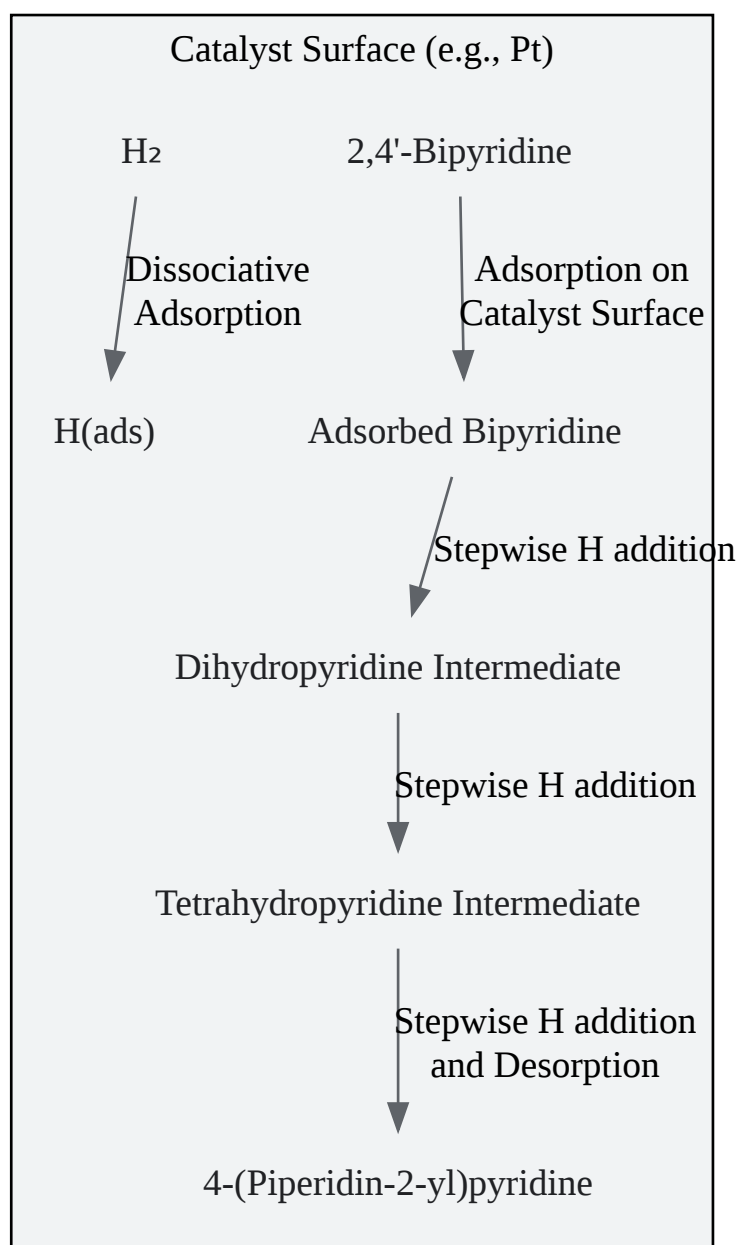 Catalyst Surface (e.g., Pt)
H₂
2,4'-Bipyridine
Dissociative
Adsorption
Adsorption on
Catalyst Surface
H(ads)
Adsorbed Bipyridine
Stepwise H addition
Dihydropyridine Intermediate
Stepwise H addition
Tetrahydropyridine Intermediate
Stepwise H addition
and Desorption
4-(Piperidin-2-yl)pyridine